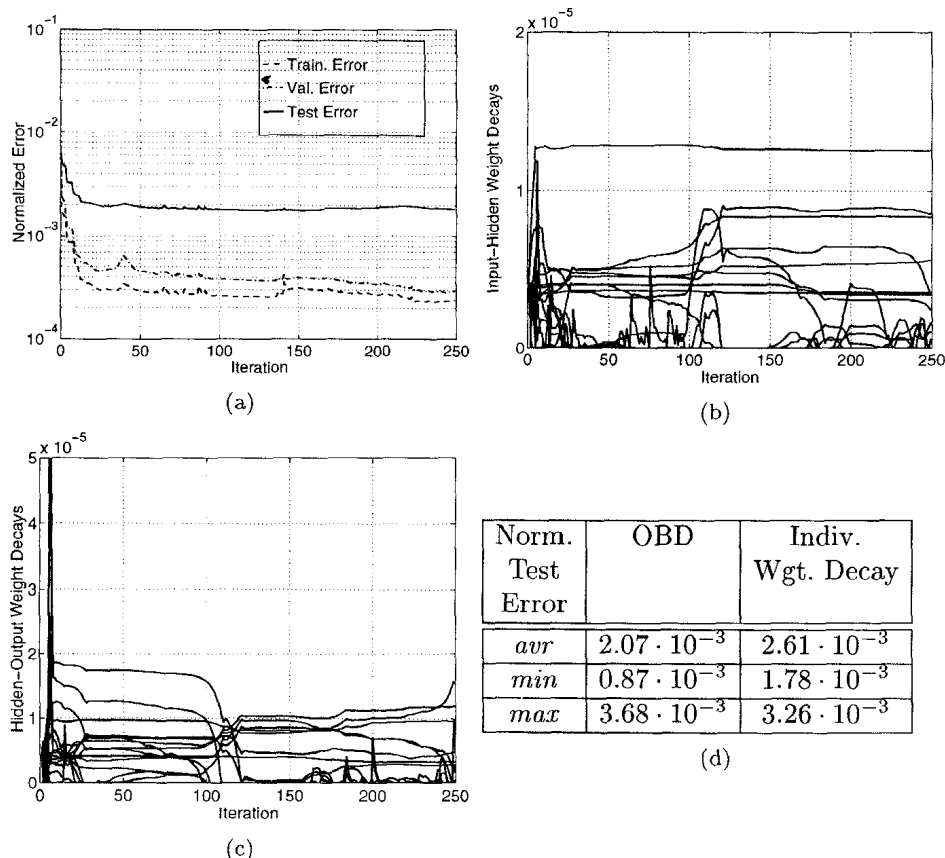 10⁻¹
10⁻²
10⁻³
10⁻⁴
Normalized Error
Train. Error
Val. Error
Test Error
0 50 100 150 200 250
Iteration
(a)
2 x 10⁻⁵
1
0
Input-Hidden Weight Decays
0 50 100 150 200 250
Iteration
(b)
5 x 10⁻⁵
4
3
2
1
0
Hidden-Output Weight Decays
0 50 100 150 200 250
Iteration
(c)
Norm. Test Error OBD Indiv. Wgt. Decay
avr 2.07 · 10⁻³ 2.61 · 10⁻³
min 0.87 · 10⁻³ 1.78 · 10⁻³
max 3.68 · 10⁻³ 3.26 · 10⁻³
(d)